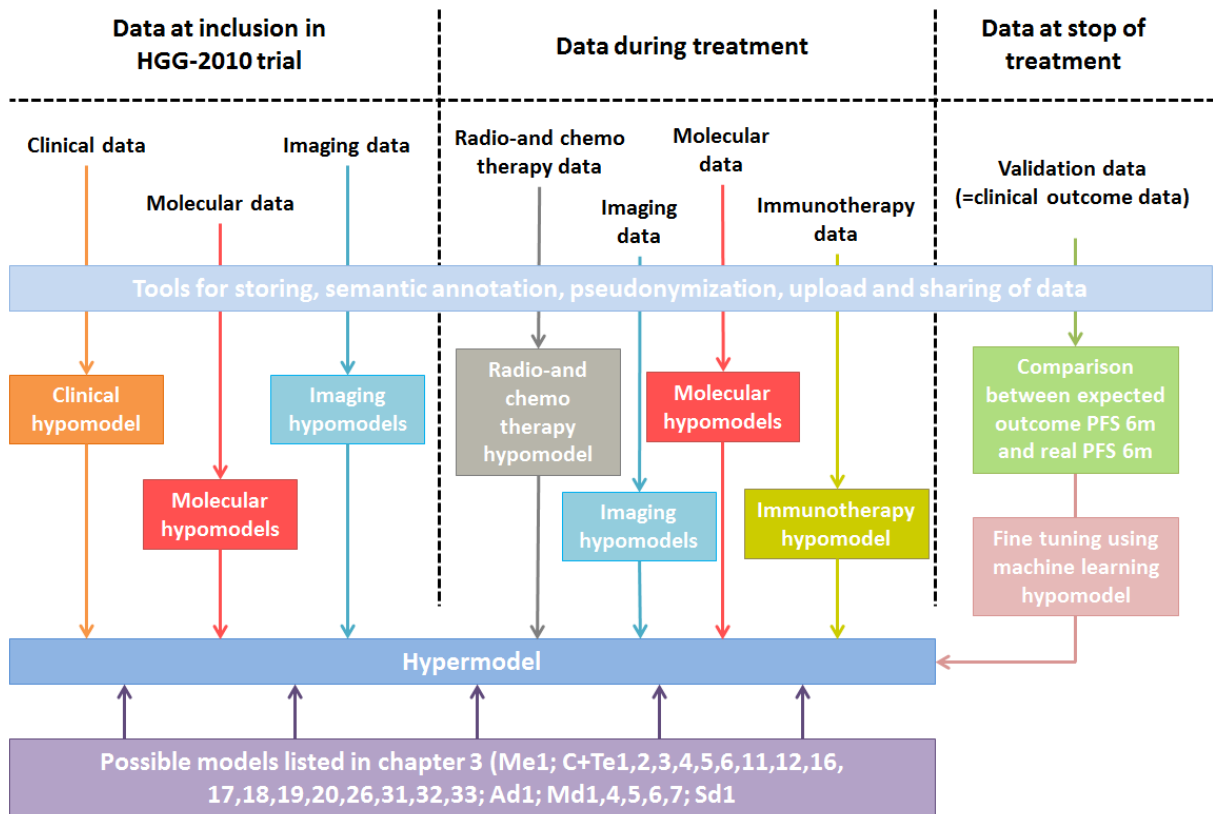 Data at inclusion in
HGG-2010 trial
Data during treatment
Data at stop of
treatment
Clinical data
Molecular data
Imaging data
Radio-and chemo
therapy data
Imaging
data
Molecular
data
Immunotherapy
data
Validation data
(=clinical outcome data)
Tools for storing, semantic annotation, pseudonymization, upload and sharing of data
Clinical
hypomodel
Molecular
hypomodels
Imaging
hypomodels
Radio-and
chemo
therapy
hypomodel
Imaging
hypomodels
Molecular
hypomodels
Immunotherapy
hypomodel
Comparison
between expected
outcome PFS 6m
and real PFS 6m
Fine tuning using
machine learning
hypomodel
Hypermodel
Possible models listed in chapter 3 (Me1; C+Te1,2,3,4,5,6,11,12,16,
17,18,19,20,26,31,32,33; Ad1; Md1,4,5,6,7; Sd1